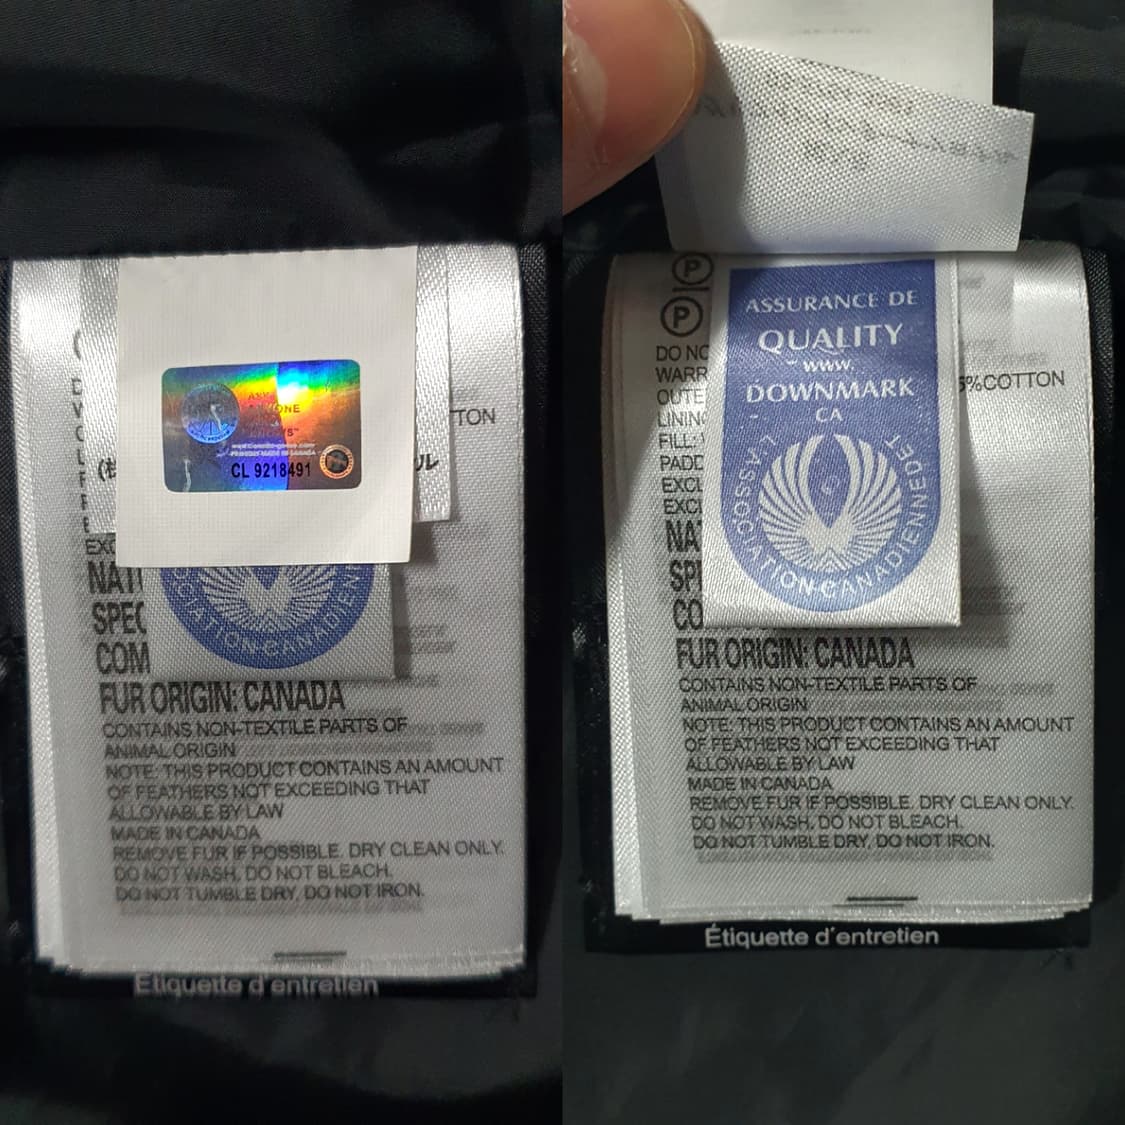 TON
CL 9218491
EXC
NATI
SPEC
COM
CIATION-CANADIENNE
FUR ORIGIN: CANADA
CONTAINS NON-TEXTILE PARTS OF
ANIMAL ORIGIN
NOTE: THIS PRODUCT CONTAINS AN AMOUNT
OF FEATHERS NOT EXCEEDING THAT
ALLOWABLE BY LAW
MADE IN CANADA
REMOVE FUR IF POSSIBLE. DRY CLEAN ONLY.
DO NOT WASH, DO NOT BLEACH.
DO NOT TUMBLE DRY, DO NOT IRON.
Étiquette d'entretien
P
P
ASSURANCE DE
QUALITY
www.
DOWNMARK
CA
ASSOCIATION-CANADIENNE DE T
DO NO
WARR
OUTE
LINING
FILL:
PADD
EXCL
EXCL
NA
SPE
CO
5%COTTON
FUR ORIGIN: CANADA
CONTAINS NON-TEXTILE PARTS OF
ANIMAL ORIGIN
NOTE: THIS PRODUCT CONTAINS AN AMOUNT
OF FEATHERS NOT EXCEEDING THAT
ALLOWABLE BY LAW
MADE IN CANADA
REMOVE FUR IF POSSIBLE. DRY CLEAN ONLY.
DO NOT WASH, DO NOT BLEACH.
DO NOT TUMBLE DRY, DO NOT IRON.
Étiquette d'entretien